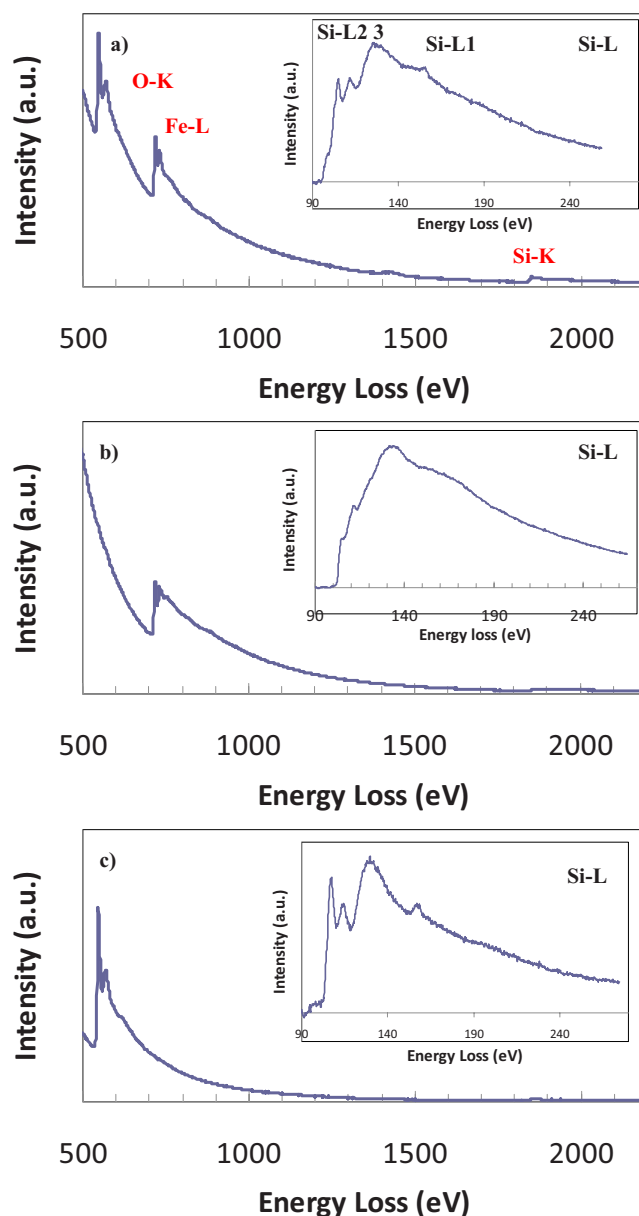 a)
Si-L2 3
Si-L1
Si-L
O-K
Fe-L
Si-K
Intensity (a.u.)
Intensity (a.u.)
90 140 190 240
Energy Loss (eV)
500 1000 1500 2000
Energy Loss (eV)
b)
Si-L
Intensity (a.u.)
Intensity (a.u.)
90 140 190 240
Energy loss (eV)
500 1000 1500 2000
Energy Loss (eV)
c)
Si-L
Intensity (a.u.)
Intensity (a.u.)
90 140 190 240
Energy Loss (eV)
500 1000 1500 2000
Energy Loss (eV)